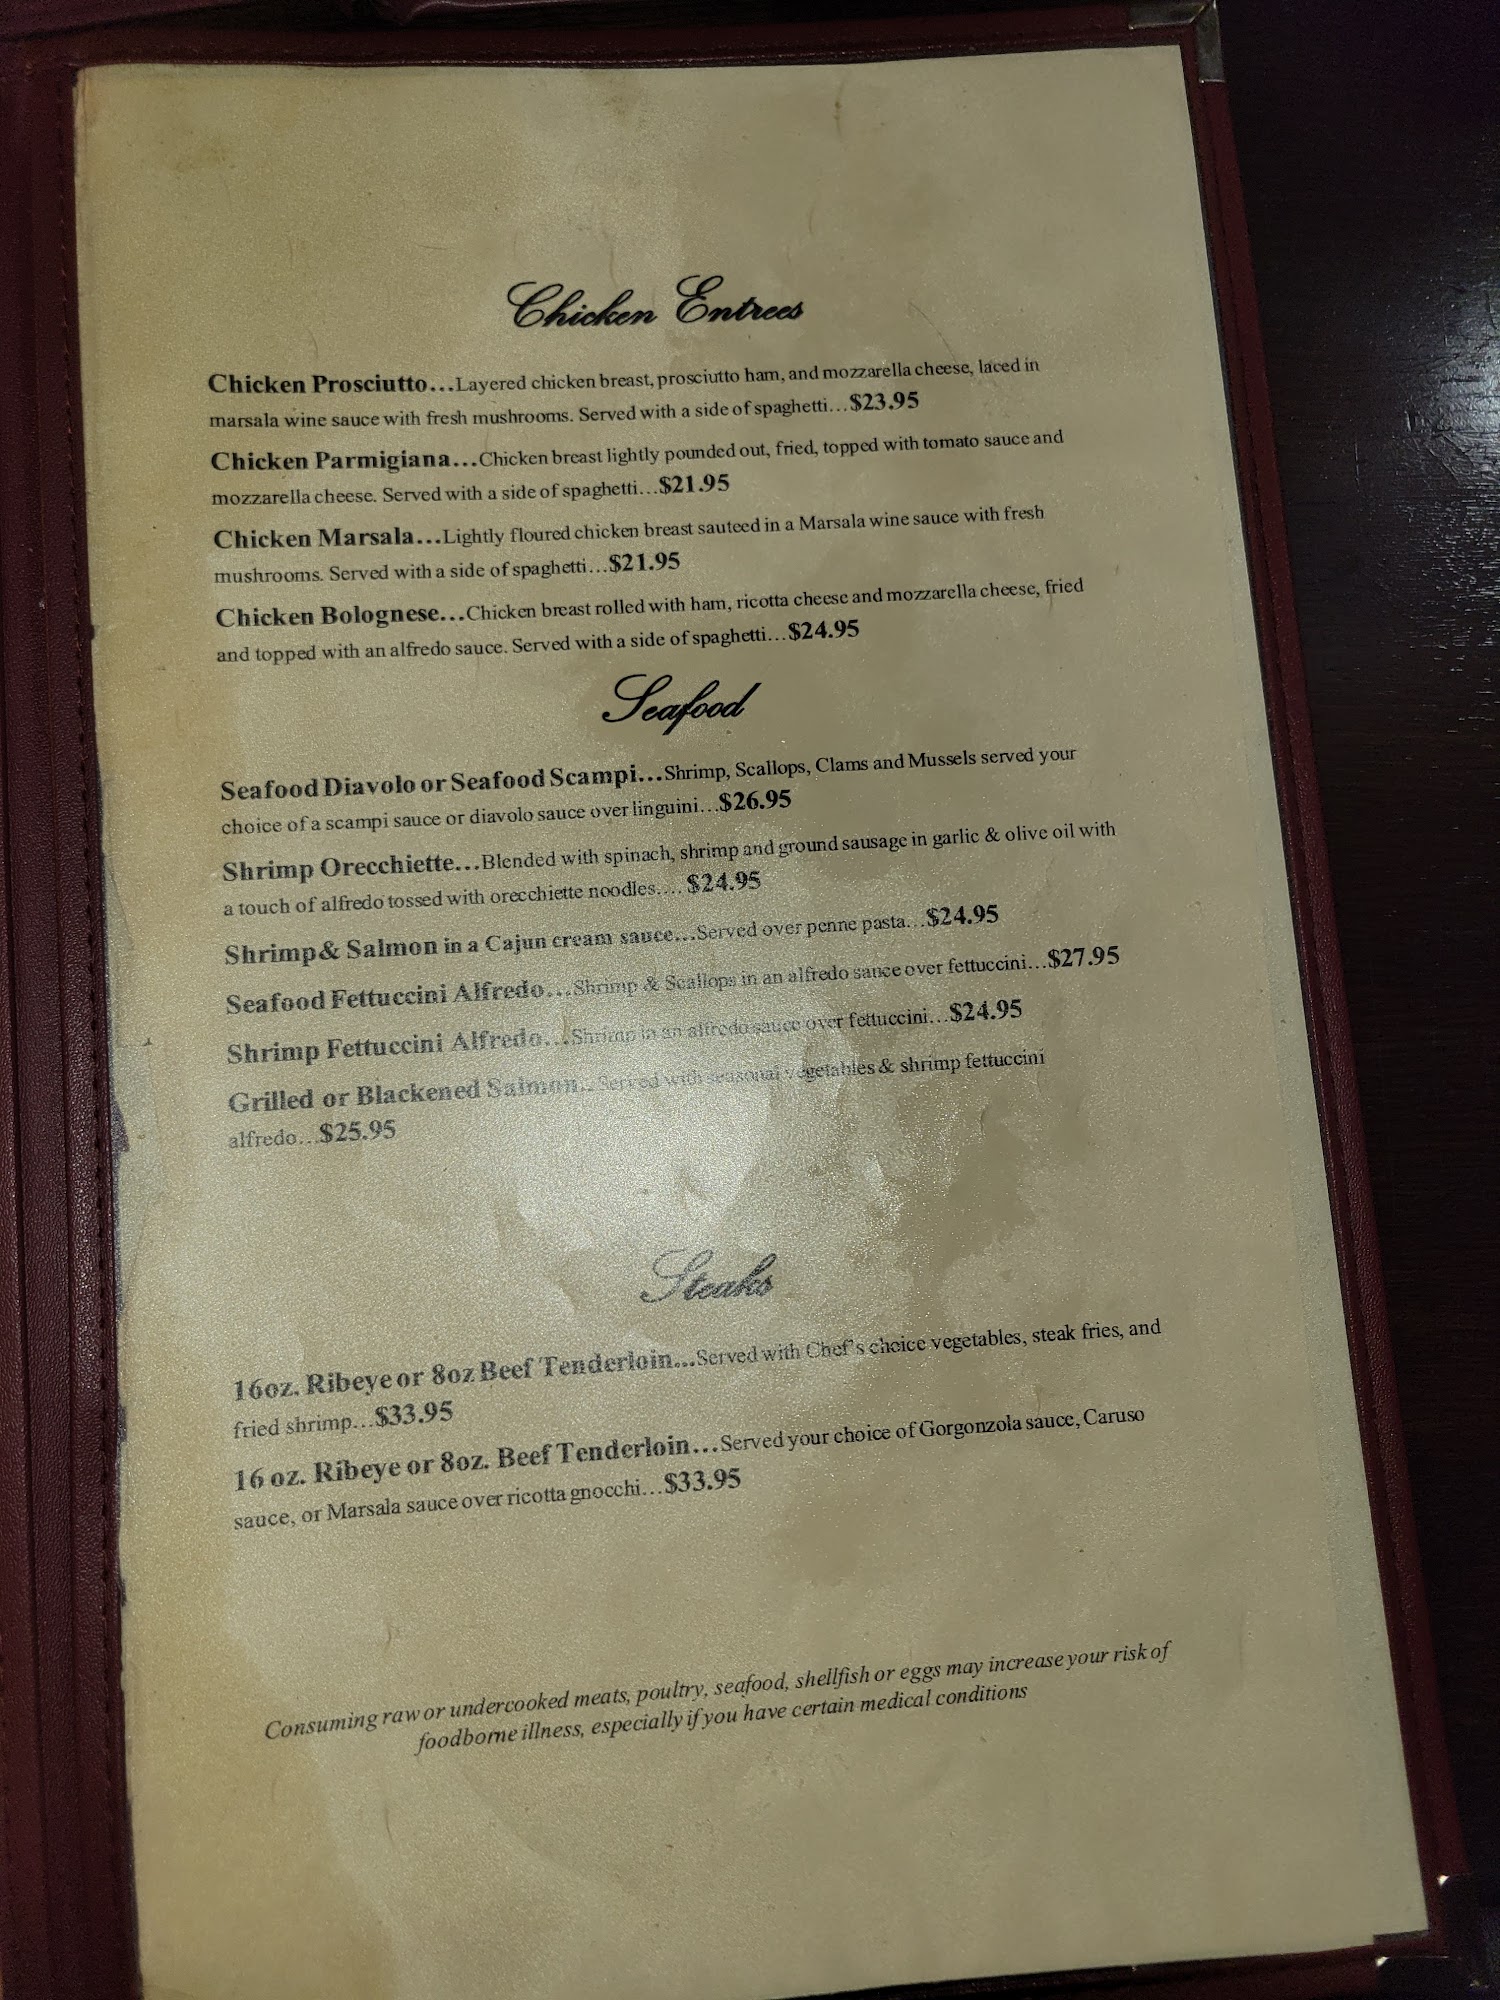 Chicken Entrees
Chicken Prosciutto...Layered chicken breast, prosciutto ham, and mozzarella cheese, laced in
marsala wine sauce with fresh mushrooms. Served with a side of spaghetti...$23.95
Chicken Parmigiana...Chicken breast lightly pounded out, fried, topped with tomato sauce and
mozzarella cheese. Served with a side of spaghetti...$21.95
Chicken Marsala...Lightly floured chicken breast sauteed in a Marsala wine sauce with fresh
mushrooms. Served with a side of spaghetti...$21.95
Chicken Bolognese...Chicken breast rolled with ham, ricotta cheese and mozzarella cheese, fried
and topped with an alfredo sauce. Served with a side of spaghetti...$24.95
Seafood
Seafood Diavolo or Seafood Scampi...Shrimp, Scallops, Clams and Mussels served your
choice of a scampi sauce or diavolo sauce over linguini...$26.95
Shrimp Orecchiette...Blended with spinach, shrimp and ground sausage in garlic & olive oil with
a touch of alfredo tossed with orecchiette noodles.... $24.95
Shrimp & Salmon in a Cajun cream sauce...Served over penne pasta...$24.95
Seafood Fettuccini Alfredo...Shrimp & Scallops in an alfredo sauce over fettuccini...$27.95
Shrimp Fettuccini Alfredo...Shrimp in an alfredo sauce over fettuccini...$24.95
Grilled or Blackened Salmon...Served with seasonal vegetables & shrimp fettuccini
alfredo...$25.95
Steaks
16oz. Ribeye or 8oz Beef Tenderloin...Served with Chef's choice vegetables, steak fries, and
fried shrimp...$33.95
16 oz. Ribeye or 8oz. Beef Tenderloin...Served your choice of Gorgonzola sauce, Caruso
sauce, or Marsala sauce over ricotta gnocchi...$33.95
Consuming raw or undercooked meats, poultry, seafood, shellfish or eggs may increase your risk of
foodborne illness, especially if you have certain medical conditions